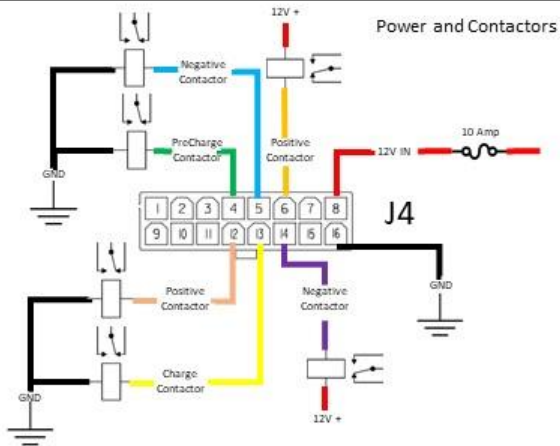 12V +
Power and Contactors
Negative
Contactor
PreCharge
Contactor
Positive
Contactor
12V IN
10 Amp
GND
1 2 3 4 5 6 7 8
9 10 11 12 13 14 15 16
J4
Positive
Contactor
Negative
Contactor
GND
Charge
Contactor
GND
12V +